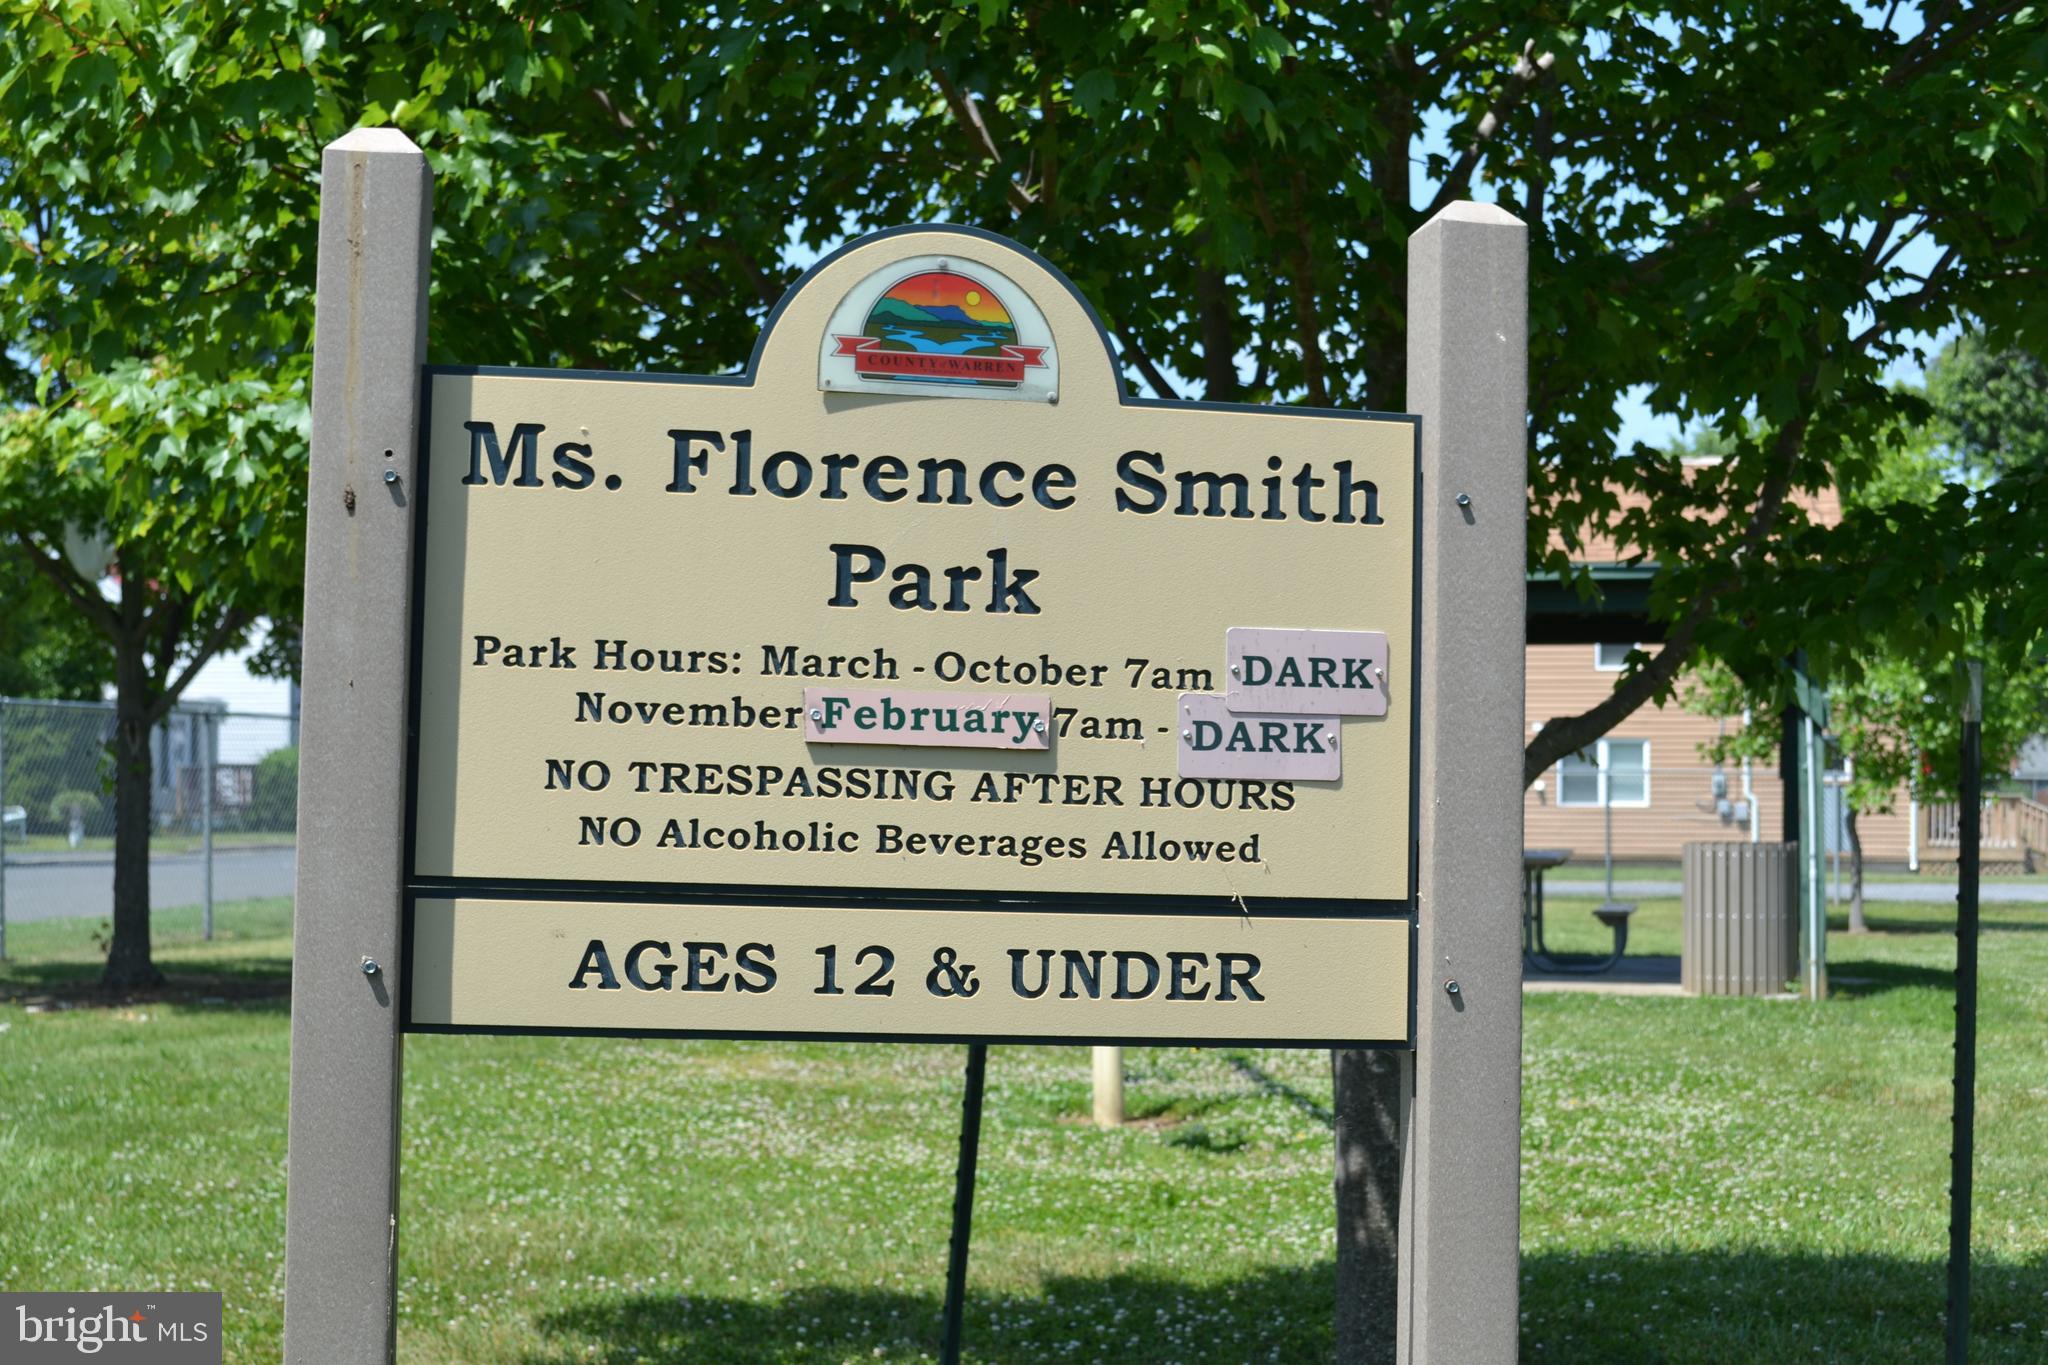 COUNTY of WARREN
Ms. Florence Smith
Park
Park Hours: March - October 7am DARK
November February 7am - DARK
NO TRESPASSING AFTER HOURS
NO Alcoholic Beverages Allowed
AGES 12 & UNDER
bright™ MLS